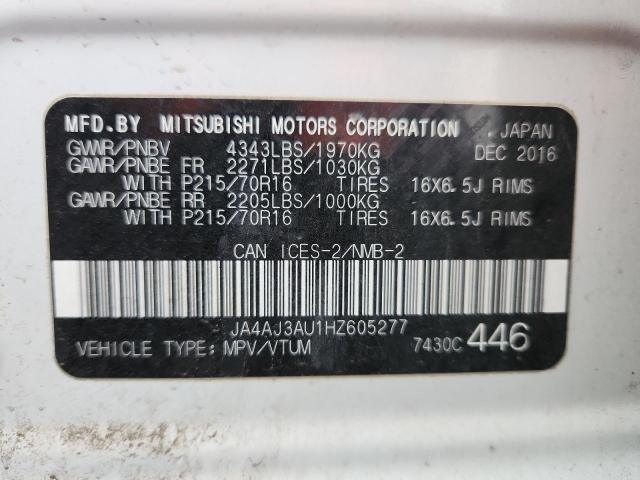 MFD.BY MITSUBISHI MOTORS CORPORATION . JAPAN
GVWR/PNBV 4343LBS/1970KG DEC 2016
GAWR/PNBE FR 2271LBS/1030KG
WITH P215/70R16 TIRES 16X6.5J RIMS
GAWR/PNBE RR 2205LBS/1000KG
WITH P215/70R16 TIRES 16X6.5J RIMS
CAN ICES-2/NMB-2
JA4AJ3AU1HZ605277
VEHICLE TYPE: MPV/VTUM 7430C 446